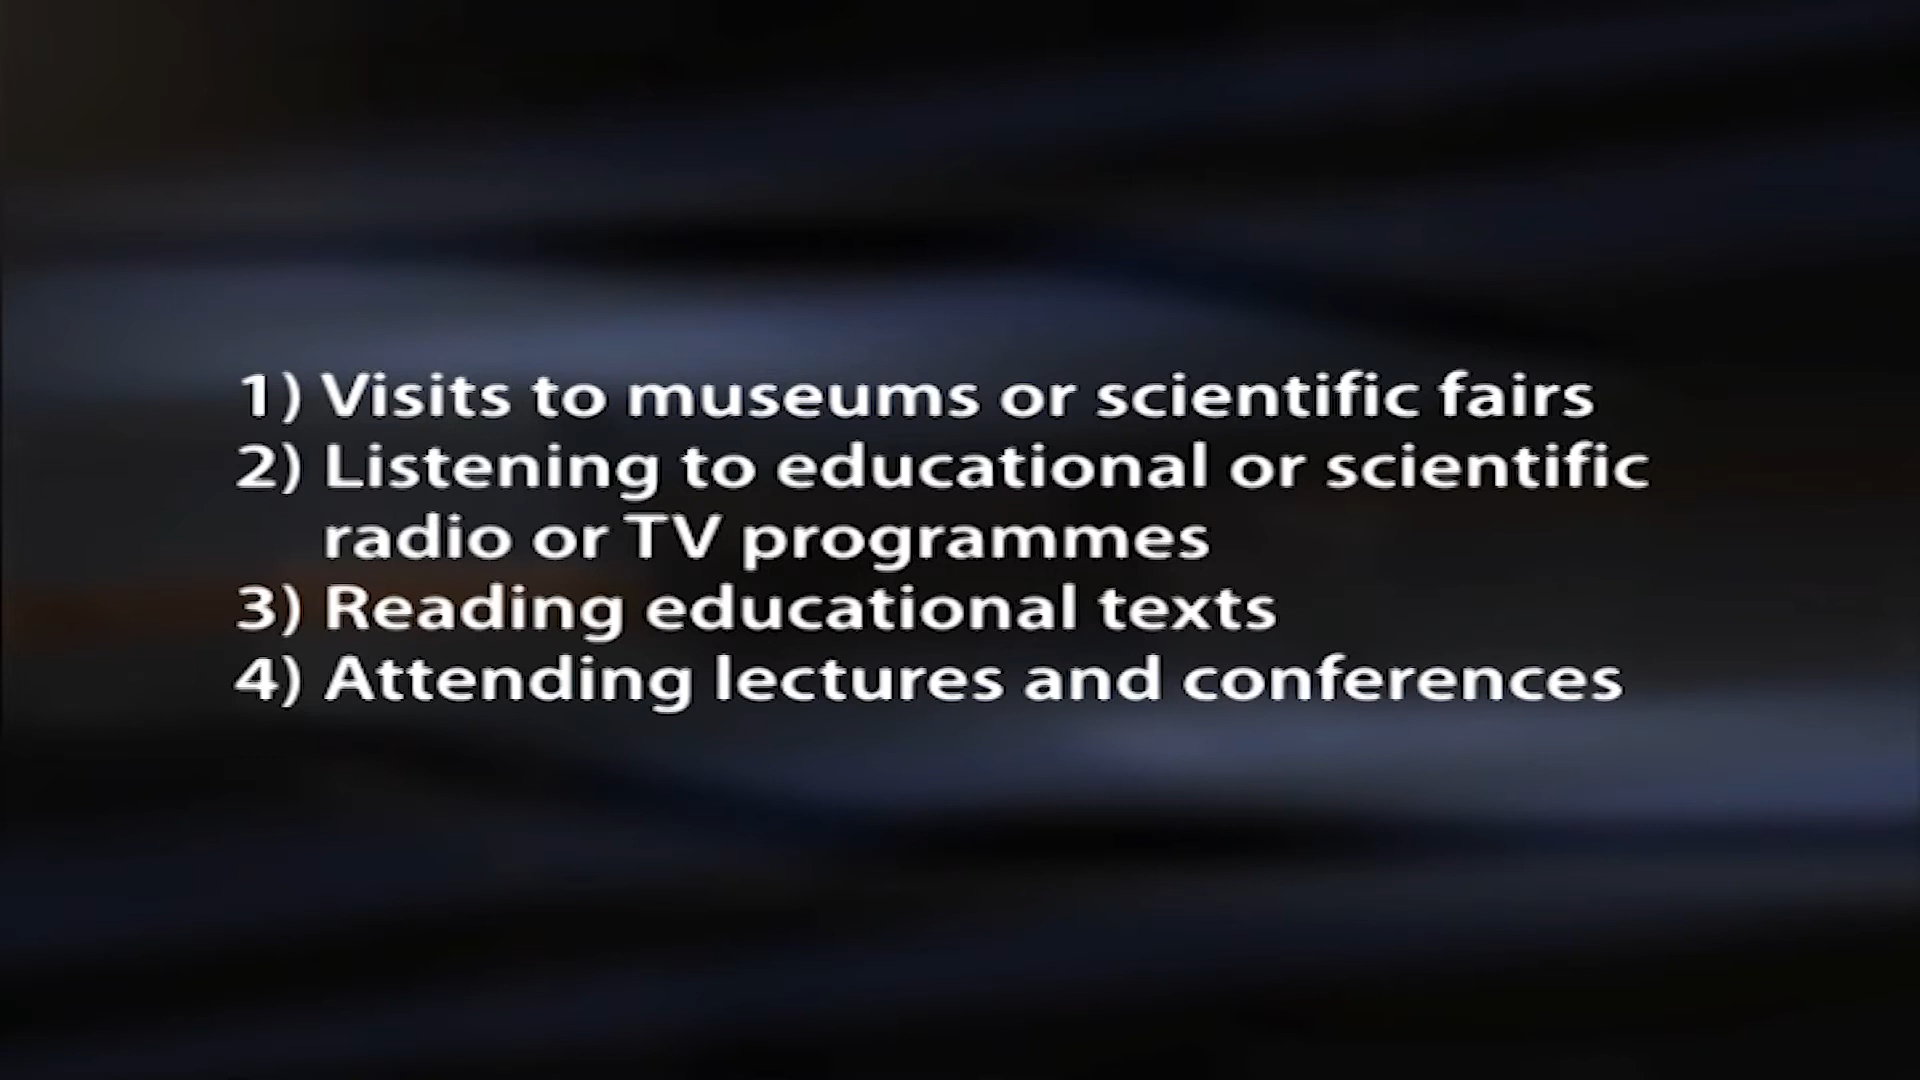 1) Visits to museums or scientific fairs
2) Listening to educational or scientific
radio or TV programmes
3) Reading educational texts
4) Attending lectures and conferences